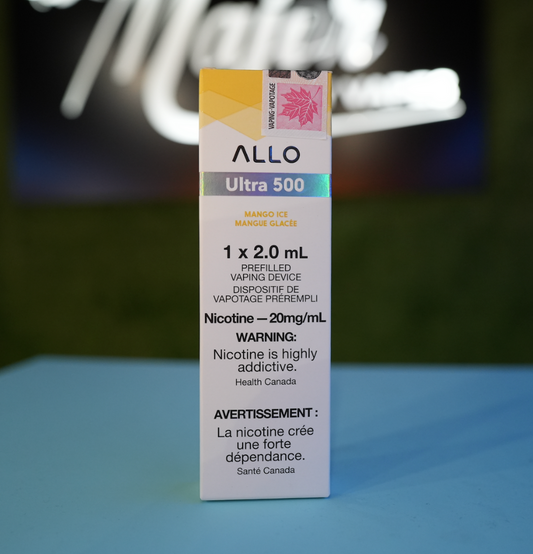 VAPING-VAPOTAGE
ALLO
Ultra 500
MANGO ICE
MANGUE GLACÉE
1 x 2.0 mL
PREFILLED
VAPING DEVICE
DISPOSITIF DE
VAPOTAGE PRÉREMPLI
Nicotine — 20mg/mL
WARNING:
Nicotine is highly
addictive.
Health Canada
AVERTISSEMENT :
La nicotine crée
une forte
dépendance.
Santé Canada